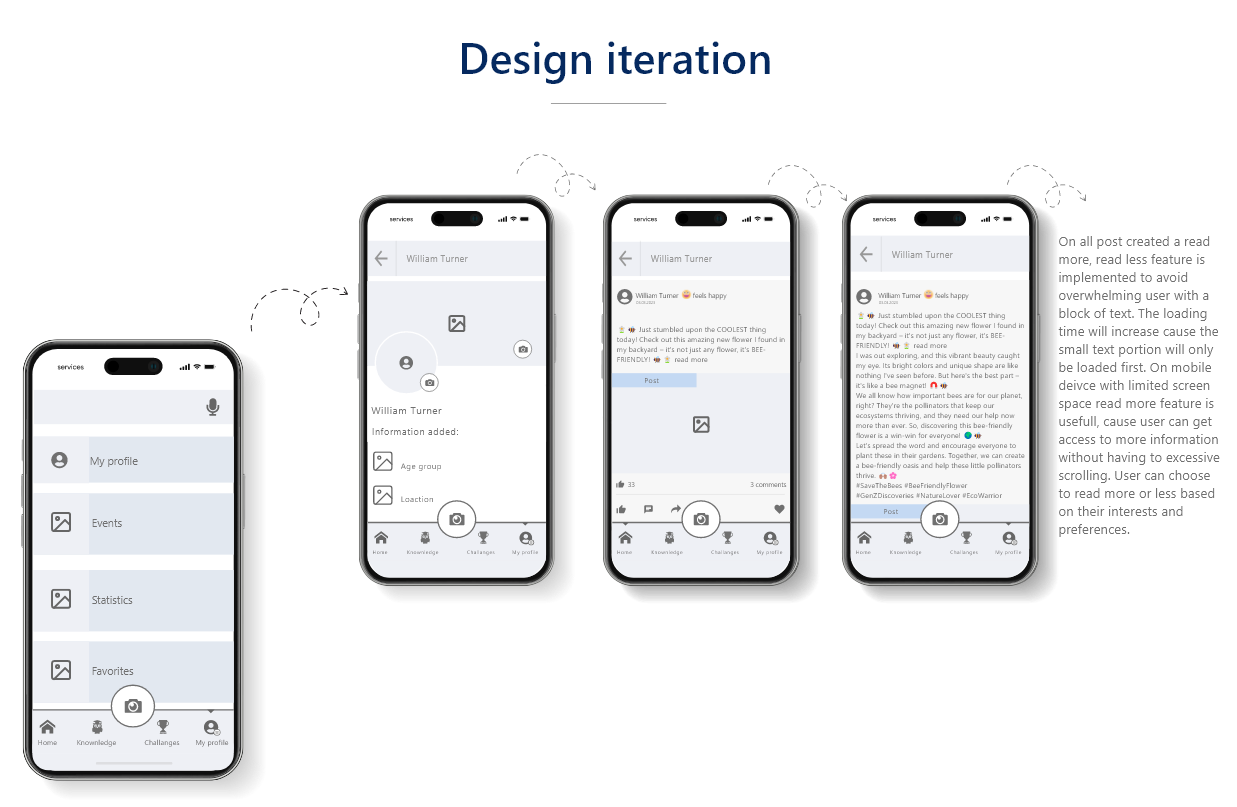 Design iteration
services
My profile
Events
Statistics
Favorites
Home
Knownledge
Challanges
My profile
services
William Turner
William Turner
Information added:
Age group
Loaction
Home
Knownledge
Challanges
My profile
services
William Turner
William Turner 😄 feels happy
Just stumbled upon the COOLEST thing
today! Check out this amazing new flower I found in
my backyard – it's not just any flower, it's BEE-
FRIENDLY! read more
Post
33
3 comments
Home
Knownledge
Challanges
My profile
services
William Turner
William Turner 😄 feels happy
Just stumbled upon the COOLEST thing
today! Check out this amazing new flower I found in
my backyard – it's not just any flower, it's BEE-
FRIENDLY! read more
I was out exploring, and this vibrant beauty caught
my eye. Its bright colors and unique shape are like
nothing I've seen before. But here's the best part –
it's like a bee magnet!
We all know how important bees are for our planet,
right? They're the pollinators that keep our
ecosystems thriving, and they need our help now
more than ever. So, discovering this bee-friendly
flower is a win-win for everyone!
Let's spread the word and encourage everyone to
plant these in their gardens. Together, we can create
a bee-friendly oasis and help these little pollinators
thrive.
#SaveTheBees #BeeFriendlyFlower
#GenZDiscoveries #NatureLover #EcoWarrior
Post
Home
Knownledge
Challanges
My profile
On all post created a read
more, read less feature is
implemented to avoid
overwhelming user with a
block of text. The loading
time will increase cause the
small text portion will only
be loaded first. On mobile
deivce with limited screen
space read more feature is
usefull, cause user can get
access to more information
without having to excessive
scrolling. User can choose
to read more or less based
on their interests and
preferences.